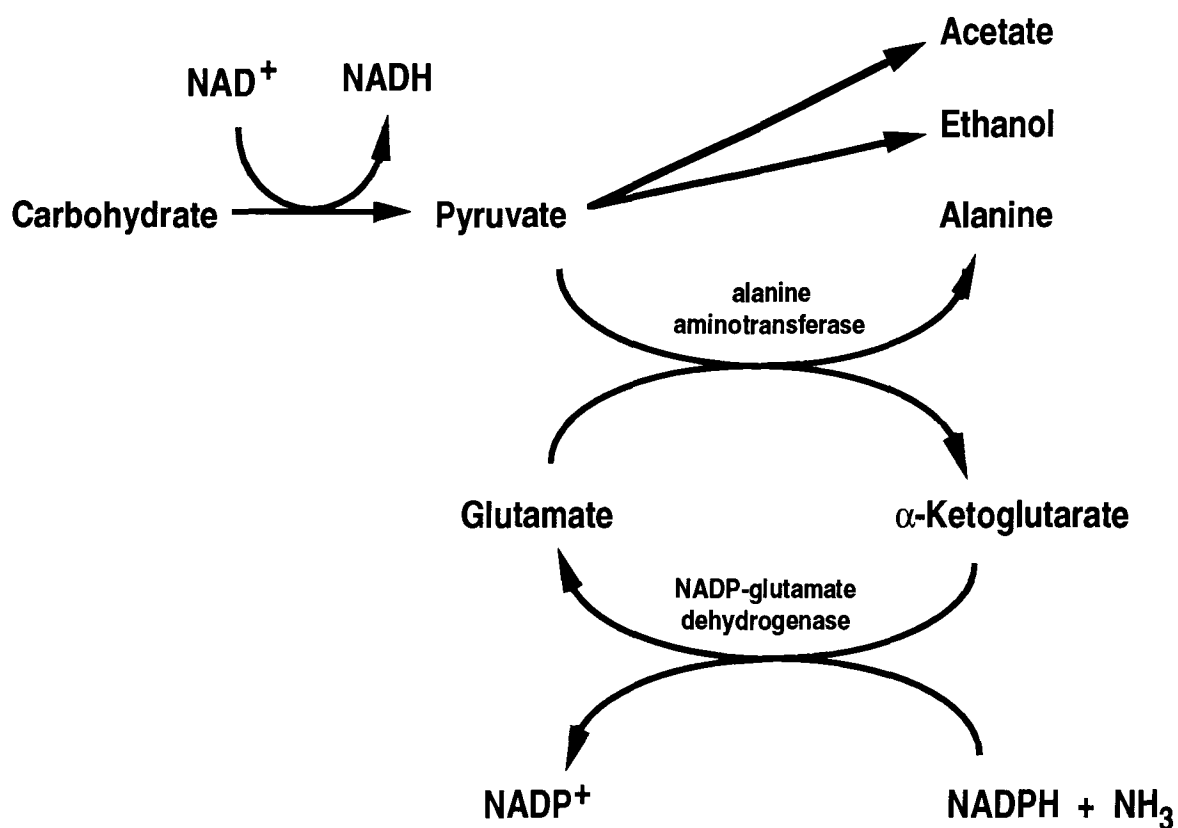 Acetate
NAD+ NADH
Ethanol
Carbohydrate Pyruvate Alanine
alanine
aminotransferase
Glutamate α-Ketoglutarate
NADP-glutamate
dehydrogenase
NADP+ NADPH + NH3